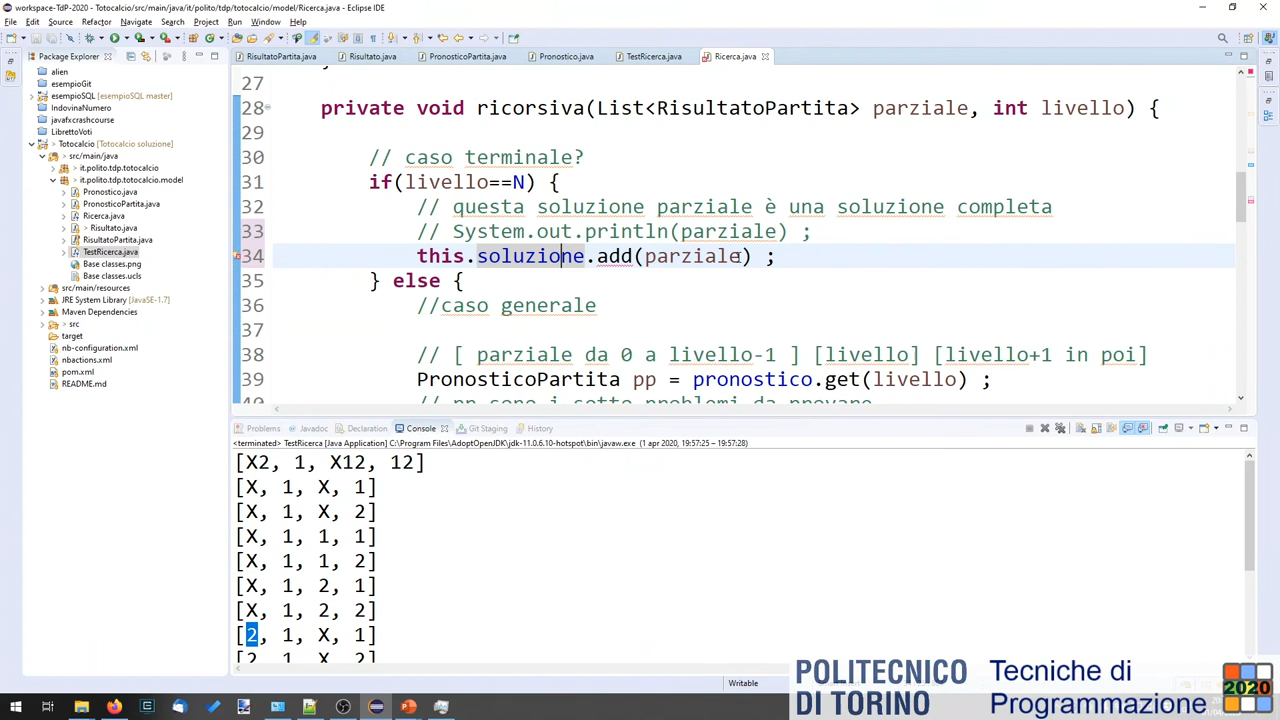 workspace-TdP-2020 - Totocalcio/src/main/java/it/polito/tdp/totocalcio/model/Ricerca.java - Eclipse IDE
File Edit Source Refactor Navigate Search Project Run Window Help
Package Explorer
RisultatoPartita.java Risultato.java PronosticoPartita.java Pronostico.java TestRicerca.java Ricerca.java
alien
esempioGit
esempioSQL [esempioSQL master]
IndovinaNumero
javafxcrashcourse
LibrettoVoti
Totocalcio [Totocalcio soluzione]
src/main/java
it.polito.tdp.totocalcio
it.polito.tdp.totocalcio.model
Pronostico.java
PronosticoPartita.java
Ricerca.java
Risultato.java
RisultatoPartita.java
TestRicerca.java
Base classes.png
Base classes.ucls
src/main/resources
JRE System Library [JavaSE-1.7]
Maven Dependencies
src
target
nb-configuration.xml
nbactions.xml
pom.xml
README.md
27
28 private void ricorsiva(List<RisultatoPartita> parziale, int livello) {
29
30 // caso terminale?
31 if(livello==N) {
32 // questa soluzione parziale è una soluzione completa
33 // System.out.println(parziale) ;
34 this.soluzione.add(parziale) ;
35 } else {
36 //caso generale
37
38 // [ parziale da 0 a livello-1 ] [livello] [livello+1 in poi]
39 PronosticoPartita pp = pronostico.get(livello) ;
40 // pp sono i sotto problemi da provare
Problems Javadoc Declaration Console Git Staging History
<terminated> TestRicerca [Java Application] C:\Program Files\AdoptOpenJDK\jdk-11.0.6.10-hotspot\bin\javaw.exe (1 apr 2020, 19:57:25 – 19:57:28)
[X2, 1, X12, 12]
[X, 1, X, 1]
[X, 1, X, 2]
[X, 1, 1, 1]
[X, 1, 1, 2]
[X, 1, 2, 1]
[X, 1, 2, 2]
[2, 1, X, 1]
[2, 1, X, 2]
Writable
POLITECNICO
DI TORINO
Tecniche di
Programmazione
2020